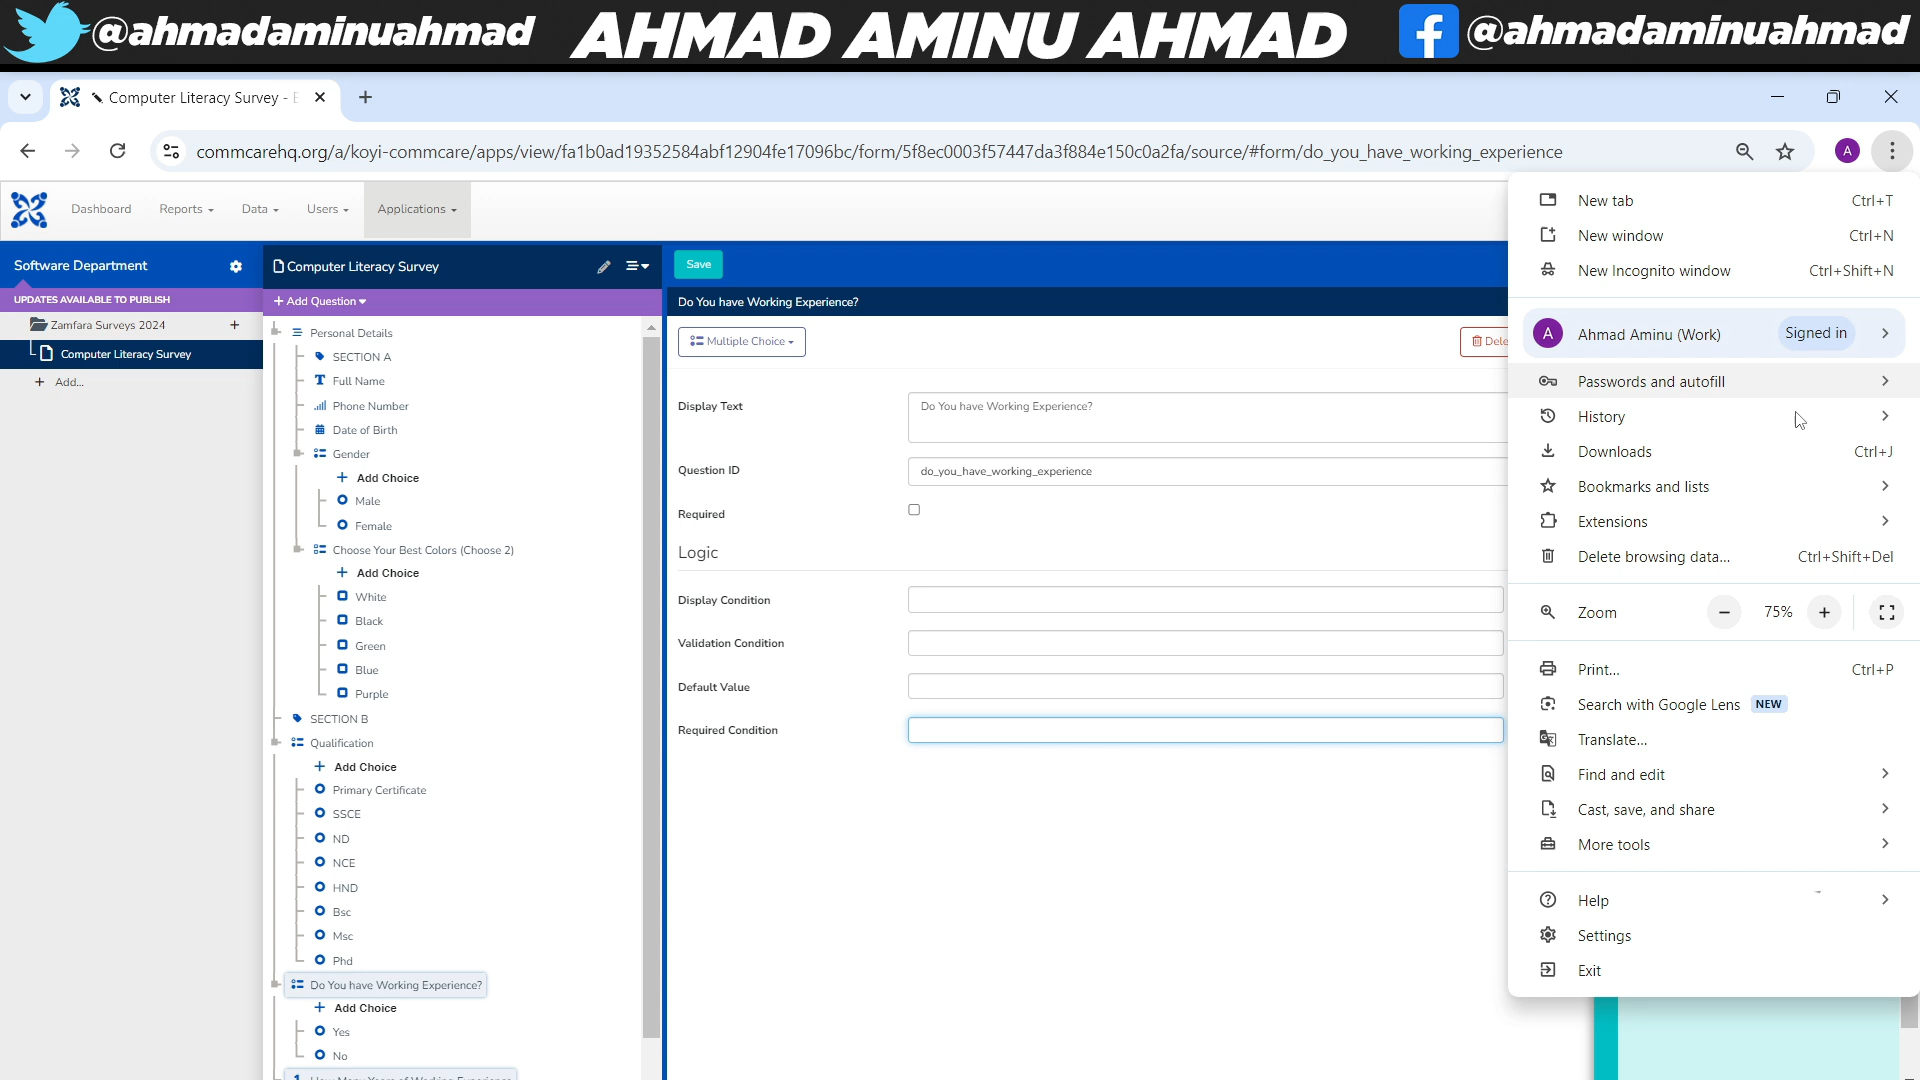 @ahmadaminuahmad AHMAD AMINU AHMAD @ahmadaminuahmad
Computer Literacy Survey -
commcarehq.org/a/koyi-commcare/apps/view/fa1b0ad19352584abf12904fe17096bc/form/5f8ec0003f57447da3f884e150c0a2fa/source/#form/do_you_have_working_experience
A
Dashboard Reports Data Users Applications
Software Department
UPDATES AVAILABLE TO PUBLISH
Zamfara Surveys 2024
Computer Literacy Survey
Add...
Computer Literacy Survey
+ Add Question
Personal Details
SECTION A
Full Name
Phone Number
Date of Birth
Gender
+ Add Choice
Male
Female
Choose Your Best Colors (Choose 2)
+ Add Choice
White
Black
Green
Blue
Purple
SECTION B
Qualification
+ Add Choice
Primary Certificate
SSCE
ND
NCE
HND
Bsc
Msc
Phd
Do You have Working Experience?
+ Add Choice
Yes
No
How Many Years of Working Experience
Save
Do You have Working Experience?
Multiple Choice
Dele
Display Text Do You have Working Experience?
Question ID do_you_have_working_experience
Required
Logic
Display Condition
Validation Condition
Default Value
Required Condition
New tab Ctrl+T
New window Ctrl+N
New Incognito window Ctrl+Shift+N
A Ahmad Aminu (Work) Signed in
Passwords and autofill
History
Downloads Ctrl+J
Bookmarks and lists
Extensions
Delete browsing data... Ctrl+Shift+Del
Zoom − 75% +
Print... Ctrl+P
Search with Google Lens NEW
Translate...
Find and edit
Cast, save, and share
More tools
Help
Settings
Exit